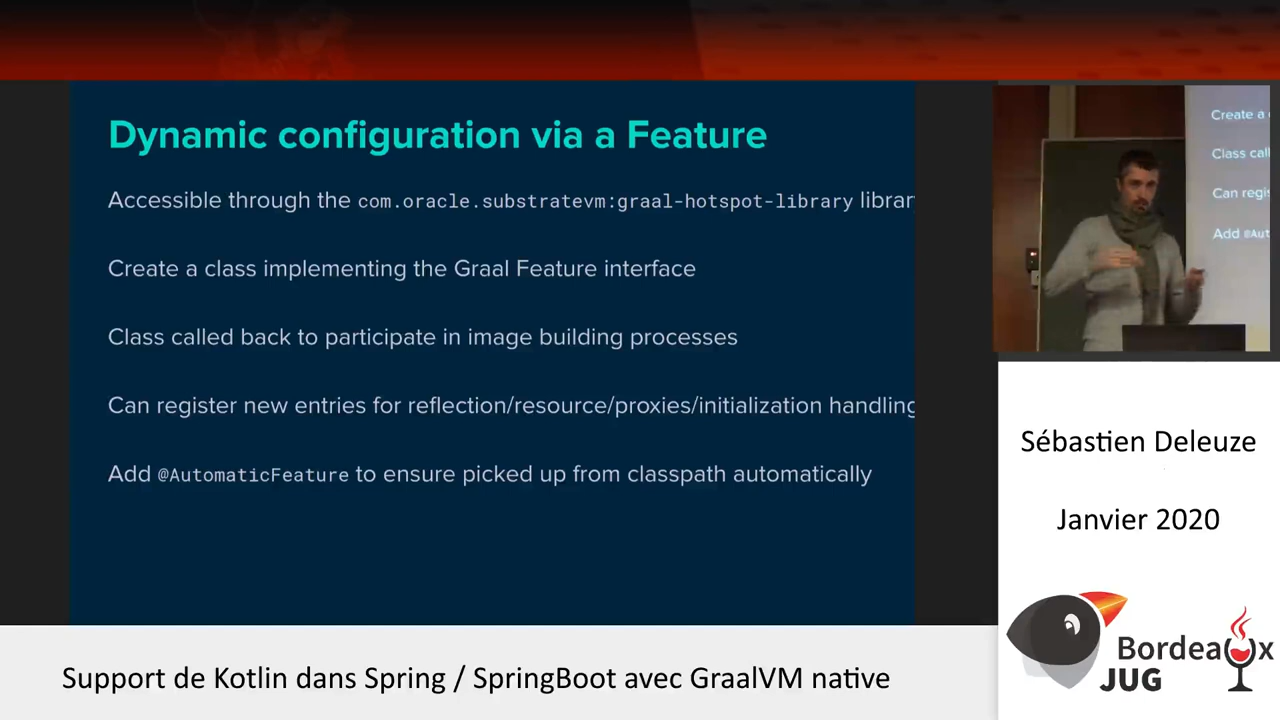 Dynamic configuration via a Feature
Accessible through the com.oracle.substratevm:graal-hotspot-library librar
Create a class implementing the Graal Feature interface
Class called back to participate in image building processes
Can register new entries for reflection/resource/proxies/initialization handling
Add @AutomaticFeature to ensure picked up from classpath automatically
Create a
Class cal
Can regis
Add @Aut
Sébastien Deleuze
Janvier 2020
Bordeaux
JUG
Support de Kotlin dans Spring / SpringBoot avec GraalVM native